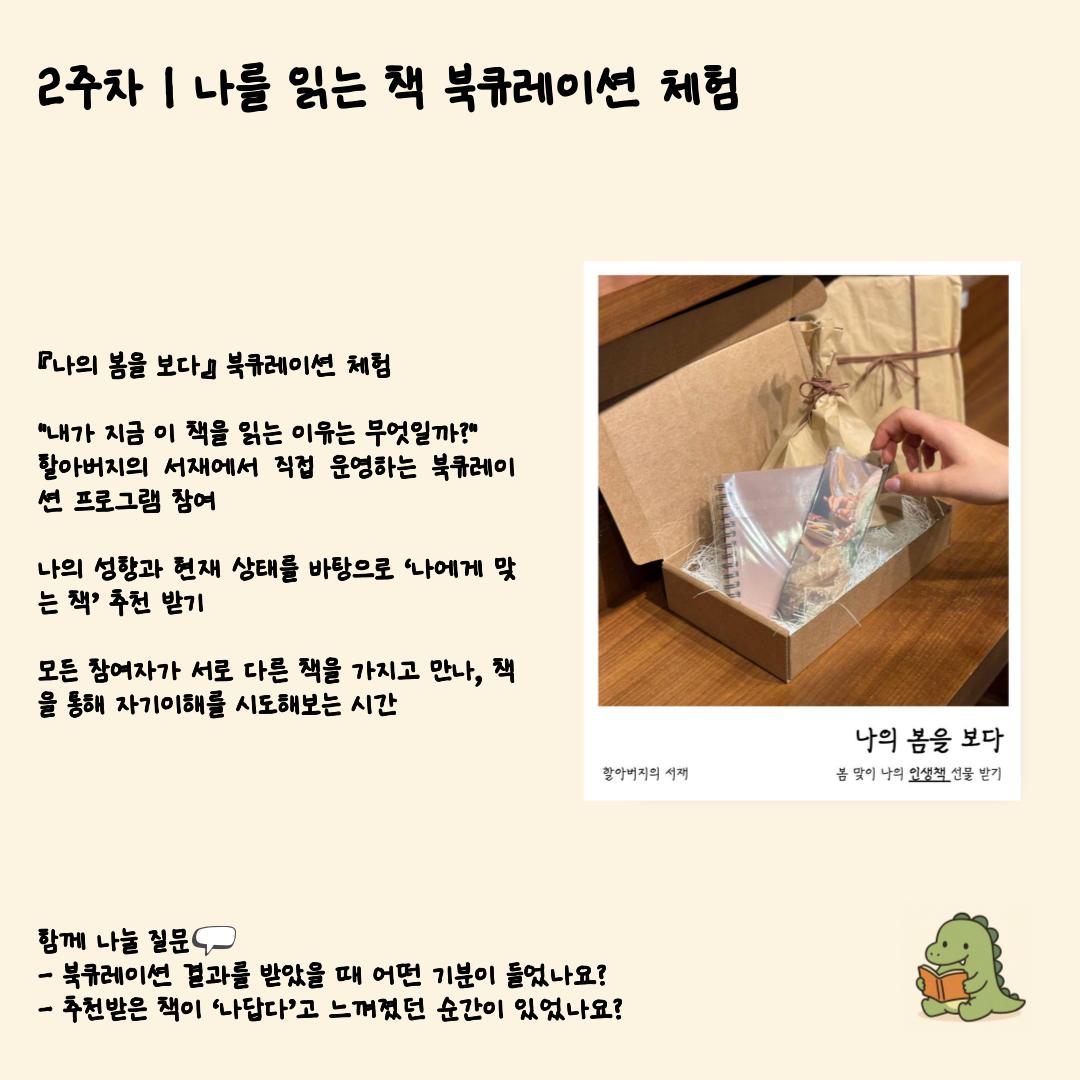 2주차 | 나를 읽는 책 북큐레이션 체험
『나의 봄을 보다』 북큐레이션 체험
"내가 지금 이 책을 읽는 이유는 무엇일까?"
할아버지의 서재에서 직접 운영하는 북큐레이
션 프로그램 참여
나의 성향과 현재 상태를 바탕으로 ‘나에게 맞
는 책’ 추천 받기
모든 참여자가 서로 다른 책을 가지고 만나, 책
을 통해 자기이해를 시도해보는 시간
나의 봄을 보다
할아버지의 서재
봄 맞이 나의 인생책 선물 받기
함께 나눌 질문
- 북큐레이션 결과를 받았을 때 어떤 기분이 들었나요?
- 추천받은 책이 ‘나답다’고 느껴졌던 순간이 있었나요?